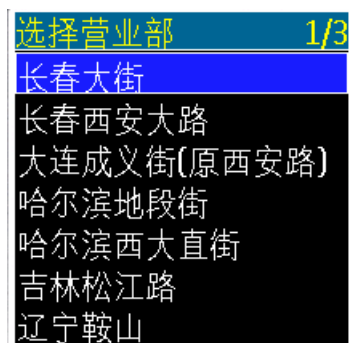 选择营业部 1/3
长春大街
长春西安大路
大连成义街(原西安路)
哈尔滨地段街
哈尔滨西大直街
吉林松江路
辽宁鞍山